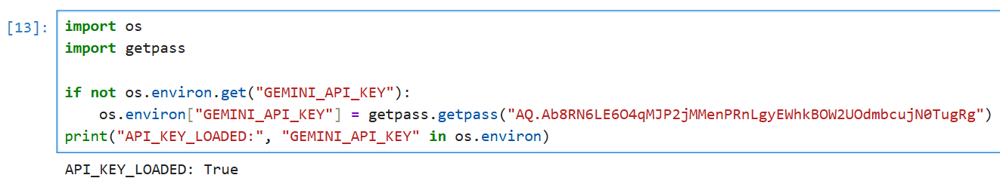 [13]:
import os
import getpass

if not os.environ.get("GEMINI_API_KEY"):
    os.environ["GEMINI_API_KEY"] = getpass.getpass("AQ.Ab8RN6LE6O4qMJP2jMMenPRnLgyEWhkBOW2UOdmbcujN0TugRg")
print("API_KEY_LOADED:", "GEMINI_API_KEY" in os.environ)
API_KEY_LOADED: True